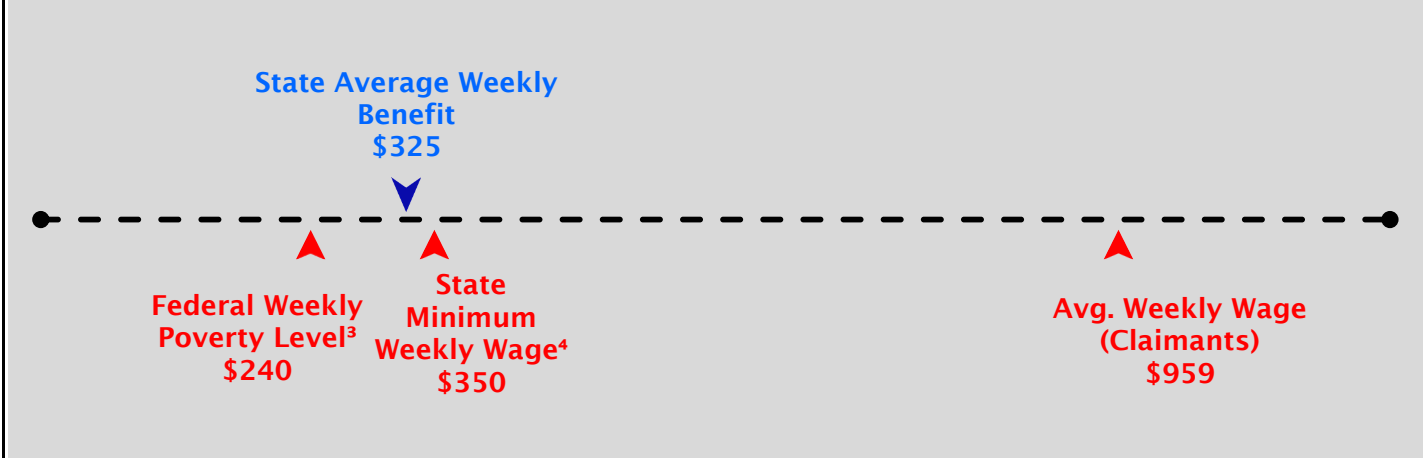 State Average Weekly
Benefit
$325
Federal Weekly
Poverty Level³
$240
State
Minimum
Weekly Wage⁴
$350
Avg. Weekly Wage
(Claimants)
$959